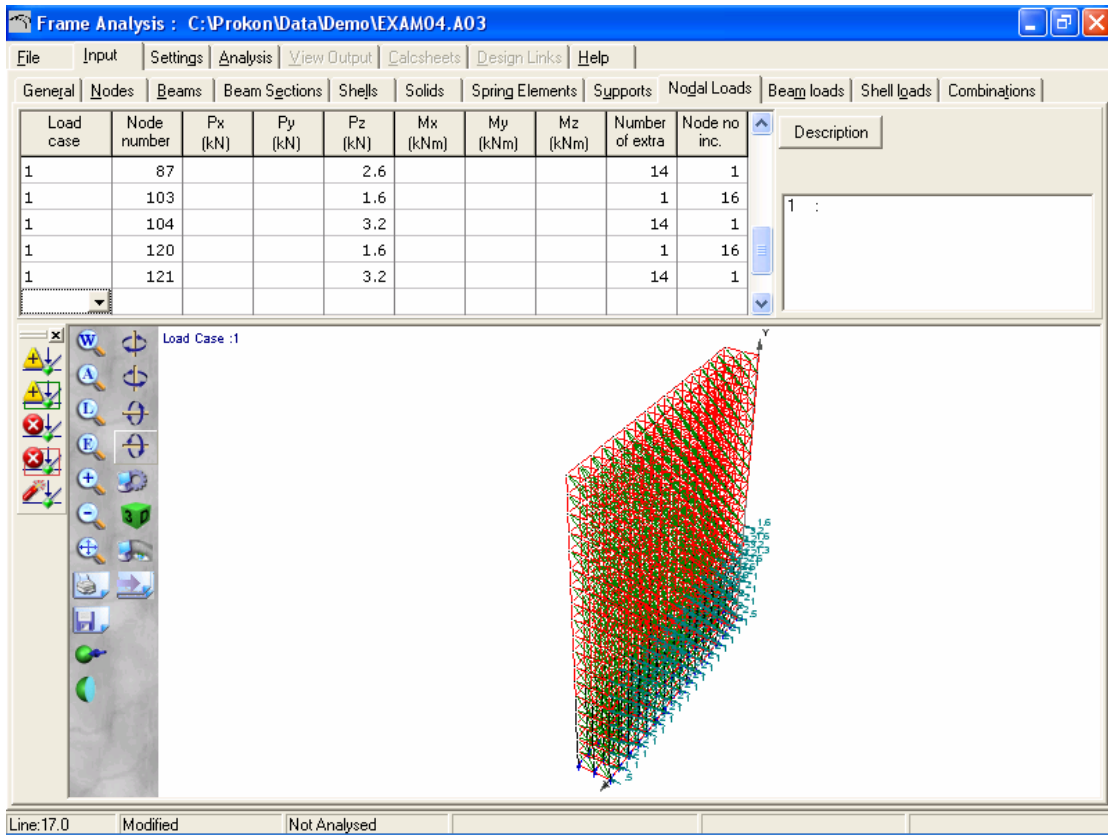 Frame Analysis : C:\Prokon\Data\Demo\EXAM04.A03
File Input Settings Analysis View Output Calcsheets Design Links Help
General Nodes Beams Beam Sections Shells Solids Spring Elements Supports Nodal Loads Beam loads Shell loads Combinations
Load case Node number Px (kN) Py (kN) Pz (kN) Mx (kNm) My (kNm) Mz (kNm) Number of extra Node no inc.
Description
1 87 2.6 14 1
1 103 1.6 1 16
1 104 3.2 14 1
1 120 1.6 1 16
1 121 3.2 14 1
1 :
Load Case :1
W
A
L
E
3D
Y
1.6
.5
.5
Line:17.0 Modified Not Analysed